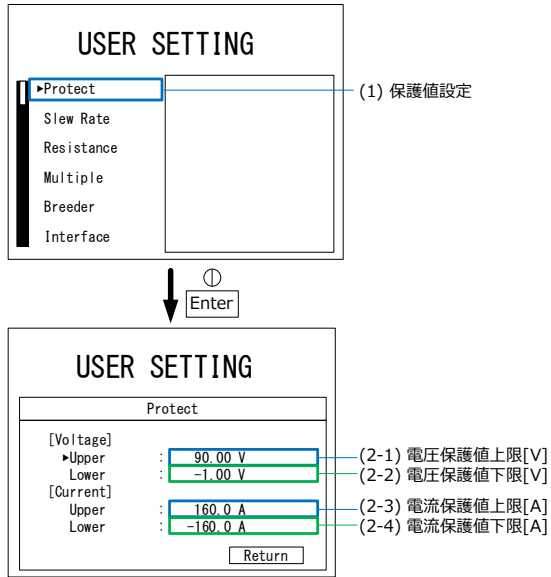 USER SETTING
▶Protect
(1) 保護値設定
Slew Rate
Resistance
Multiple
Breeder
Interface
Enter
USER SETTING
Protect
[Voltage]
▶Upper : 90.00 V
(2-1) 電圧保護値上限[V]
Lower : -1.00 V
(2-2) 電圧保護値下限[V]
[Current]
Upper : 160.0 A
(2-3) 電流保護値上限[A]
Lower : -160.0 A
(2-4) 電流保護値下限[A]
Return